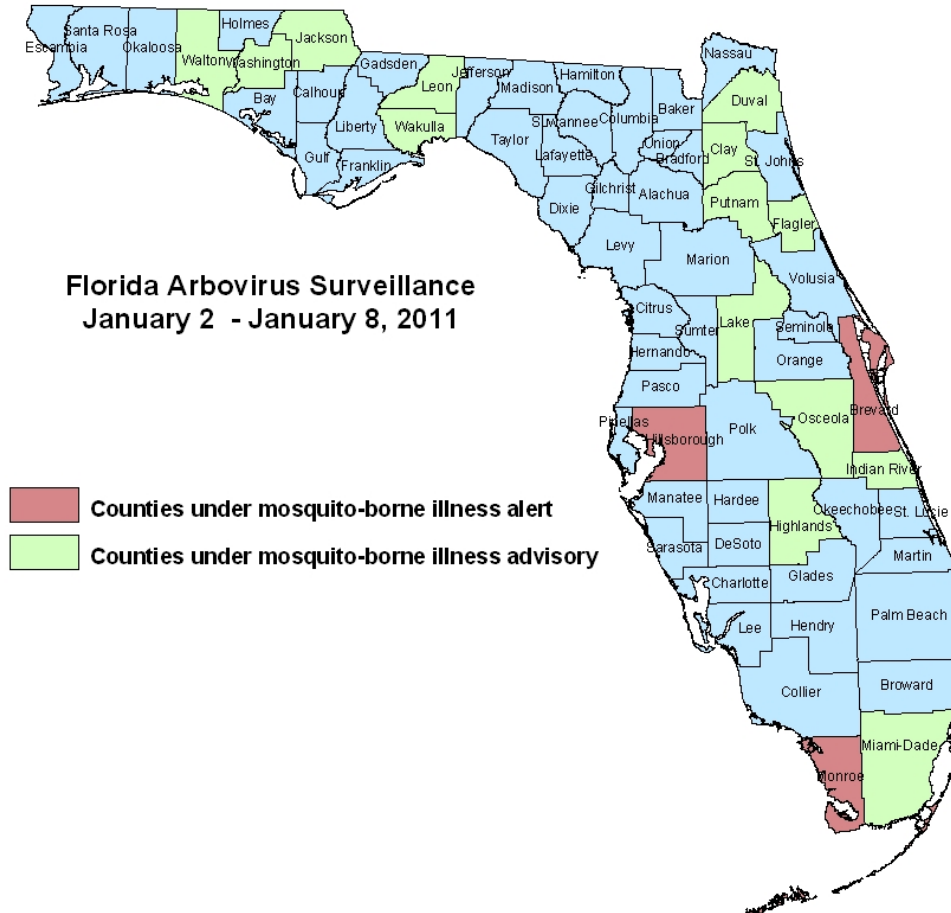 Holmes
Jackson
Santa Rosa
Escambia
Okaloosa
Walton
Washington
Gadsden
Nassau
Jefferson
Hamilton
Leon
Madison
Bay
Calhoun
Baker
Duval
Suwannee
Columbia
Liberty
Wakulla
Taylor
Union
Clay
Bradford
St. Johns
Gulf
Franklin
Lafayette
Gilchrist
Alachua
Putnam
Dixie
Flagler
Levy
Marion
Volusia
Florida Arbovirus Surveillance
January 2 - January 8, 2011
Citrus
Sumter
Lake
Seminole
Hernando
Orange
Pasco
Osceola
Brevard
Pinellas
Hillsborough
Polk
Indian River
Counties under mosquito-borne illness alert
Manatee
Hardee
Okeechobee
St. Lucie
Highlands
Counties under mosquito-borne illness advisory
Sarasota
DeSoto
Martin
Charlotte
Glades
Palm Beach
Lee
Hendry
Collier
Broward
Miami-Dade
Monroe